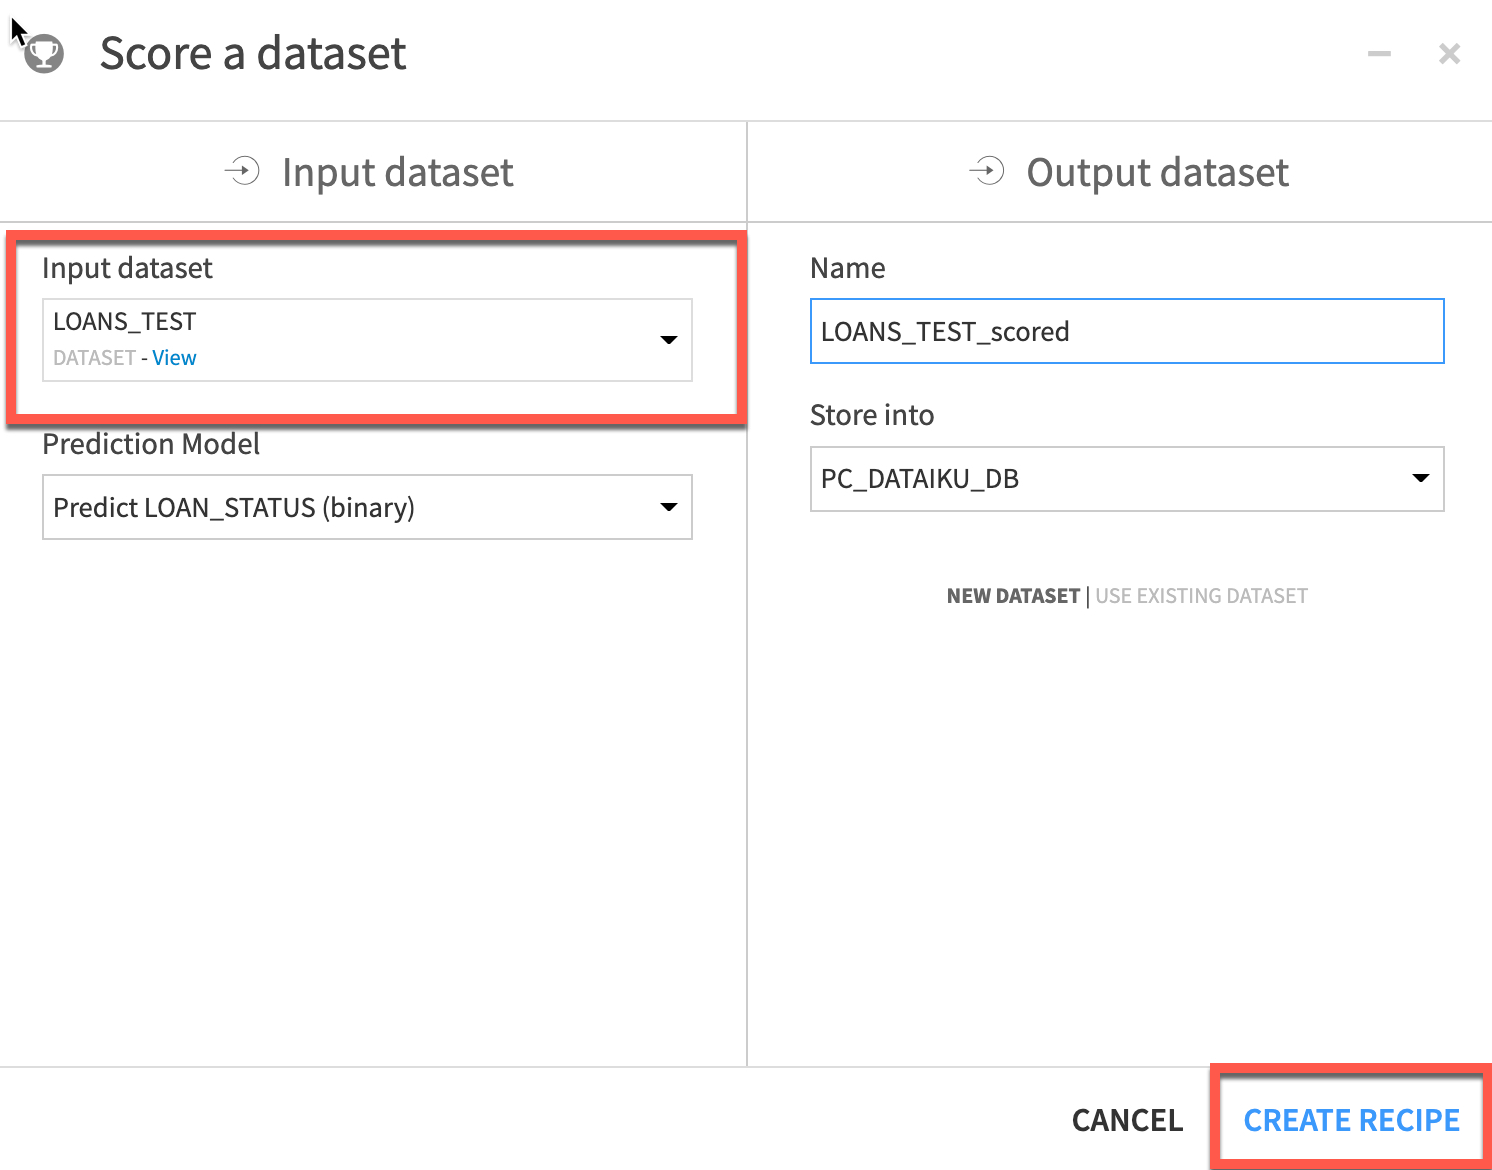 Score a dataset
Input dataset
Output dataset
Input dataset
LOANS_TEST
DATASET - View
Prediction Model
Predict LOAN_STATUS (binary)
Name
LOANS_TEST_scored
Store into
PC_DATAIKU_DB
NEW DATASET | USE EXISTING DATASET
CANCEL
CREATE RECIPE